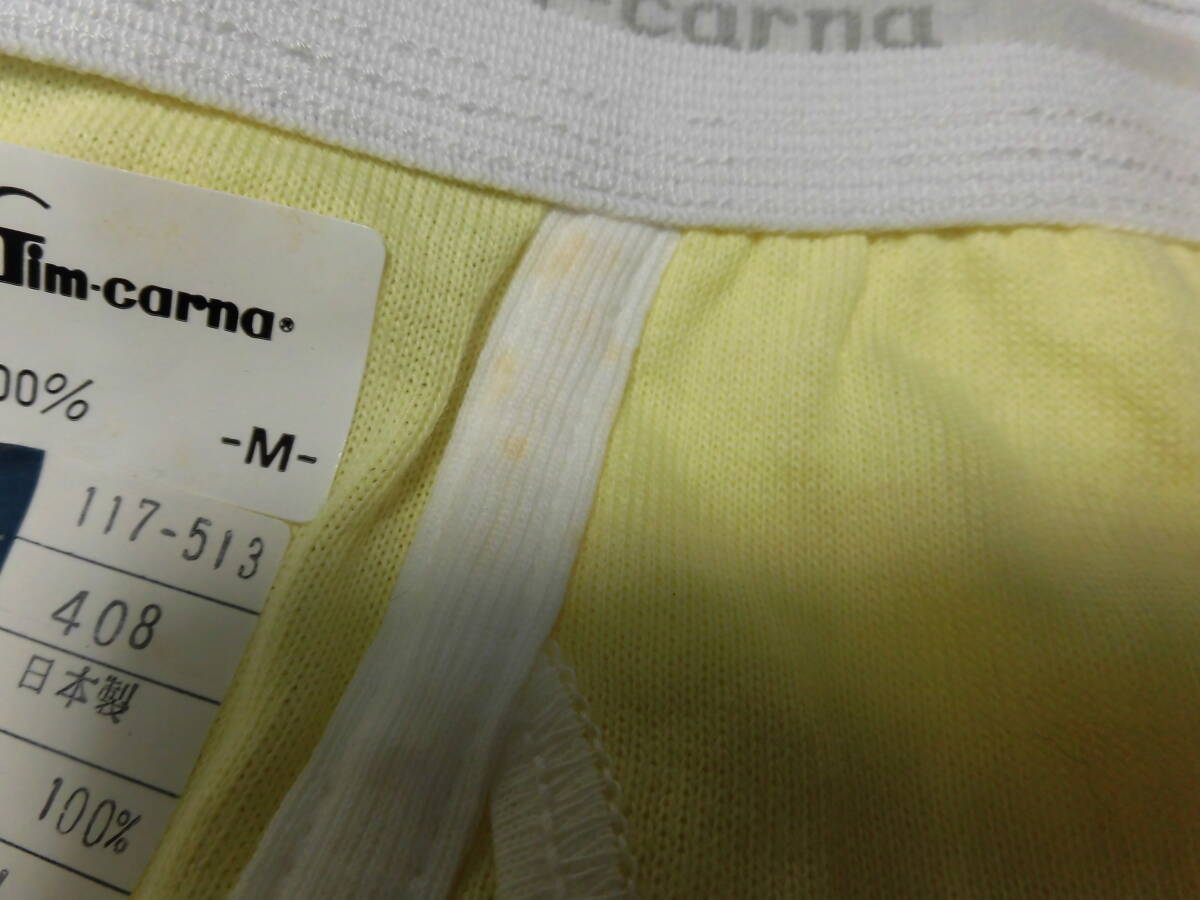 -carna
Tim-carna®
00%
-M-
117-513
408
日本製
100%